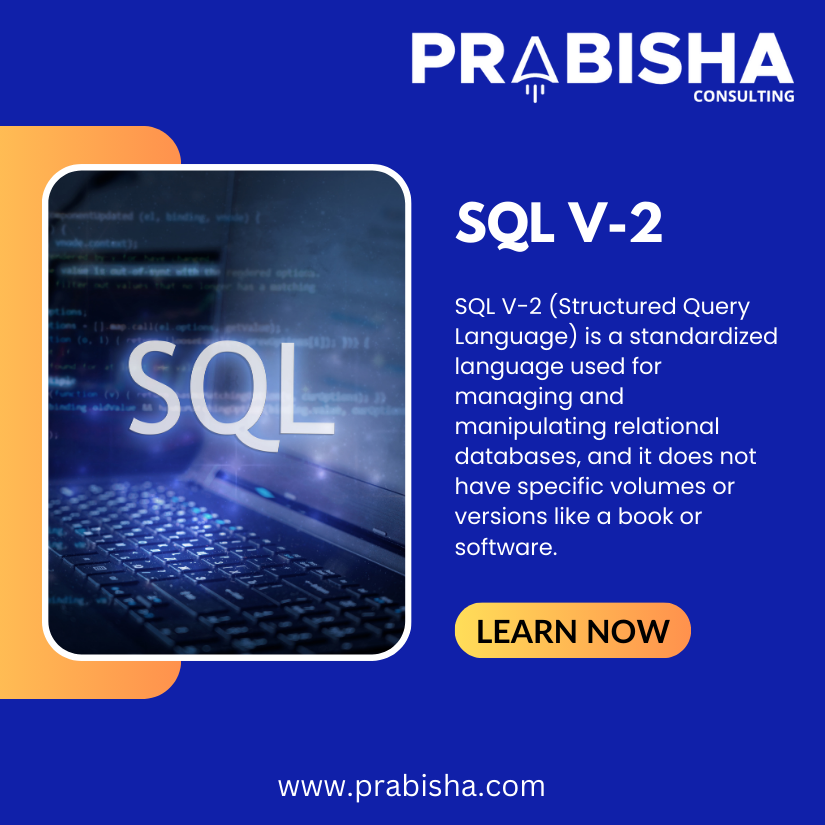 PRABISHA
CONSULTING
SQL V-2
SQL V-2 (Structured Query
Language) is a standardized
language used for
managing and
manipulating relational
databases, and it does not
have specific volumes or
versions like a book or
software.
LEARN NOW
SQL
www.prabisha.com